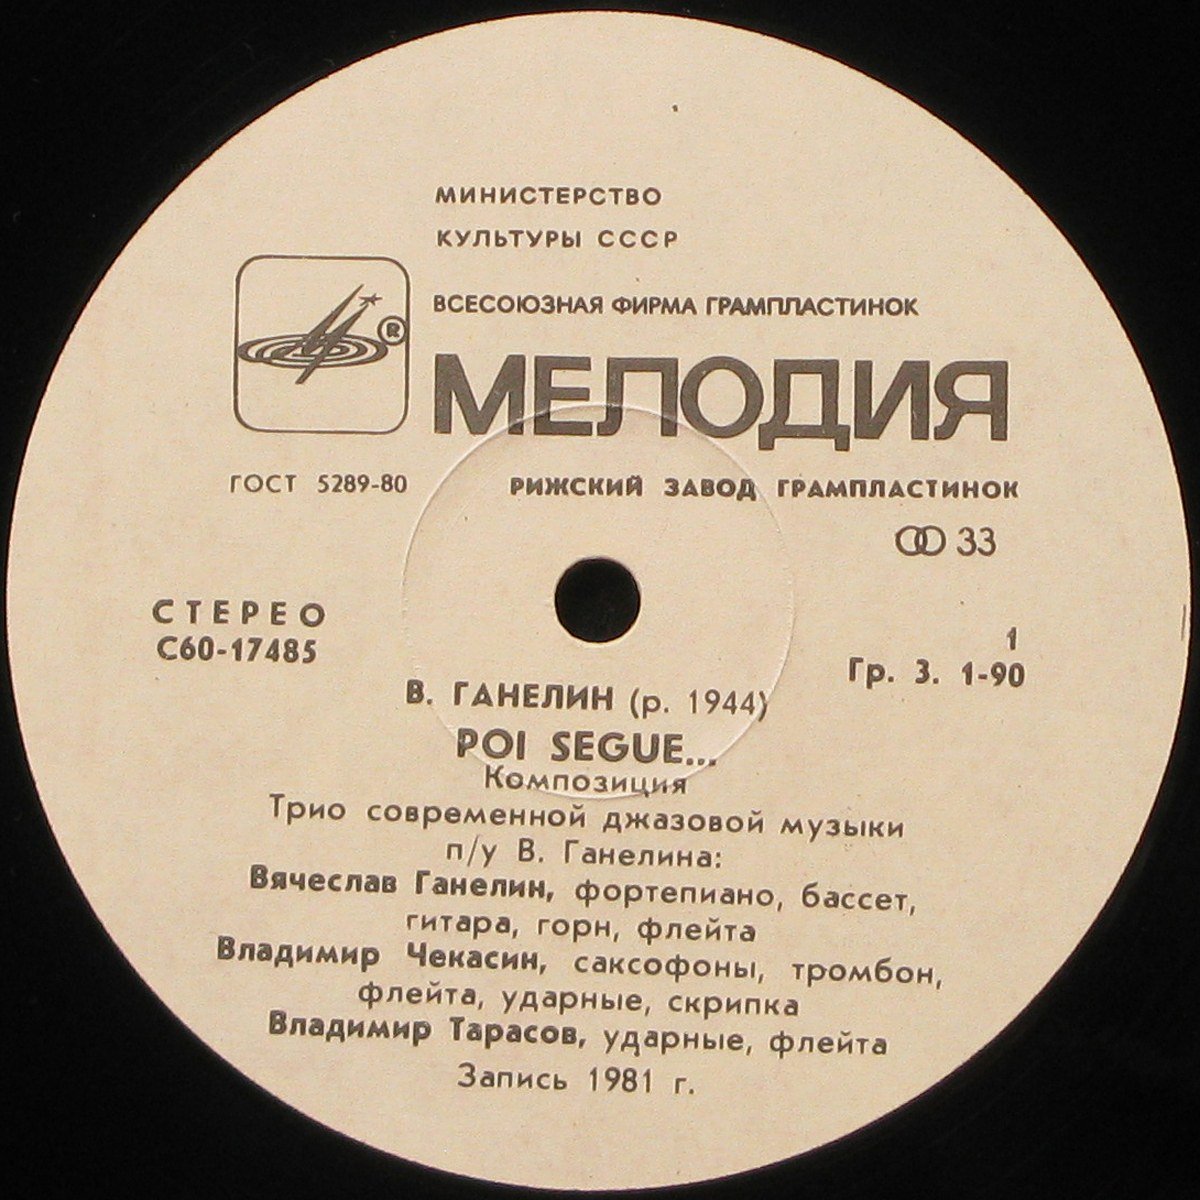 МИНИСТЕРСТВО
КУЛЬТУРЫ СССР
ВСЕСОЮЗНАЯ ФИРМА ГРАМПЛАСТИНОК
®
МЕЛОДИЯ
ГОСТ 5289-80
РИЖСКИЙ ЗАВОД ГРАМПЛАСТИНОК
33
СТЕРЕО
С60-17485
1
Гр. 3. 1-90
В. ГАНЕЛИН (р. 1944)
POI SEGUE...
Композиция
Трио современной джазовой музыки
п/у В. Ганелина:
Вячеслав Ганелин, фортепиано, бассет,
гитара, горн, флейта
Владимир Чекасин, саксофоны, тромбон,
флейта, ударные, скрипка
Владимир Тарасов, ударные, флейта
Запись 1981 г.